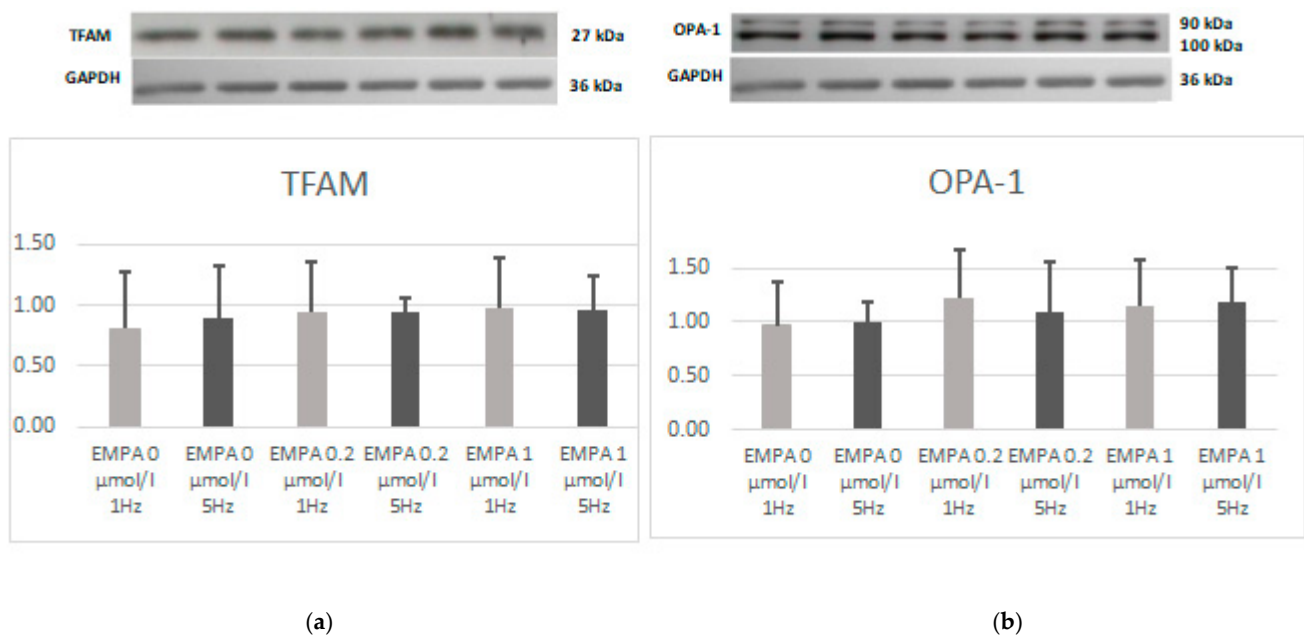 TFAM 27 kDa
GAPDH 36 kDa
TFAM
1.50
1.00
0.50
0.00
EMPA 0 EMPA 0 EMPA 0.2 EMPA 0.2 EMPA 1 EMPA 1
µmol/l µmol/l µmol/l µmol/l µmol/l µmol/l
1Hz 5Hz 1Hz 5Hz 1Hz 5Hz
(a)
OPA-1 90 kDa
100 kDa
GAPDH 36 kDa
OPA-1
1.50
1.00
0.50
0.00
EMPA 0 EMPA 0 EMPA 0.2 EMPA 0.2 EMPA 1 EMPA 1
µmol/l µmol/l µmol/l µmol/l µmol/l µmol/l
1Hz 5Hz 1Hz 5Hz 1Hz 5Hz
(b)